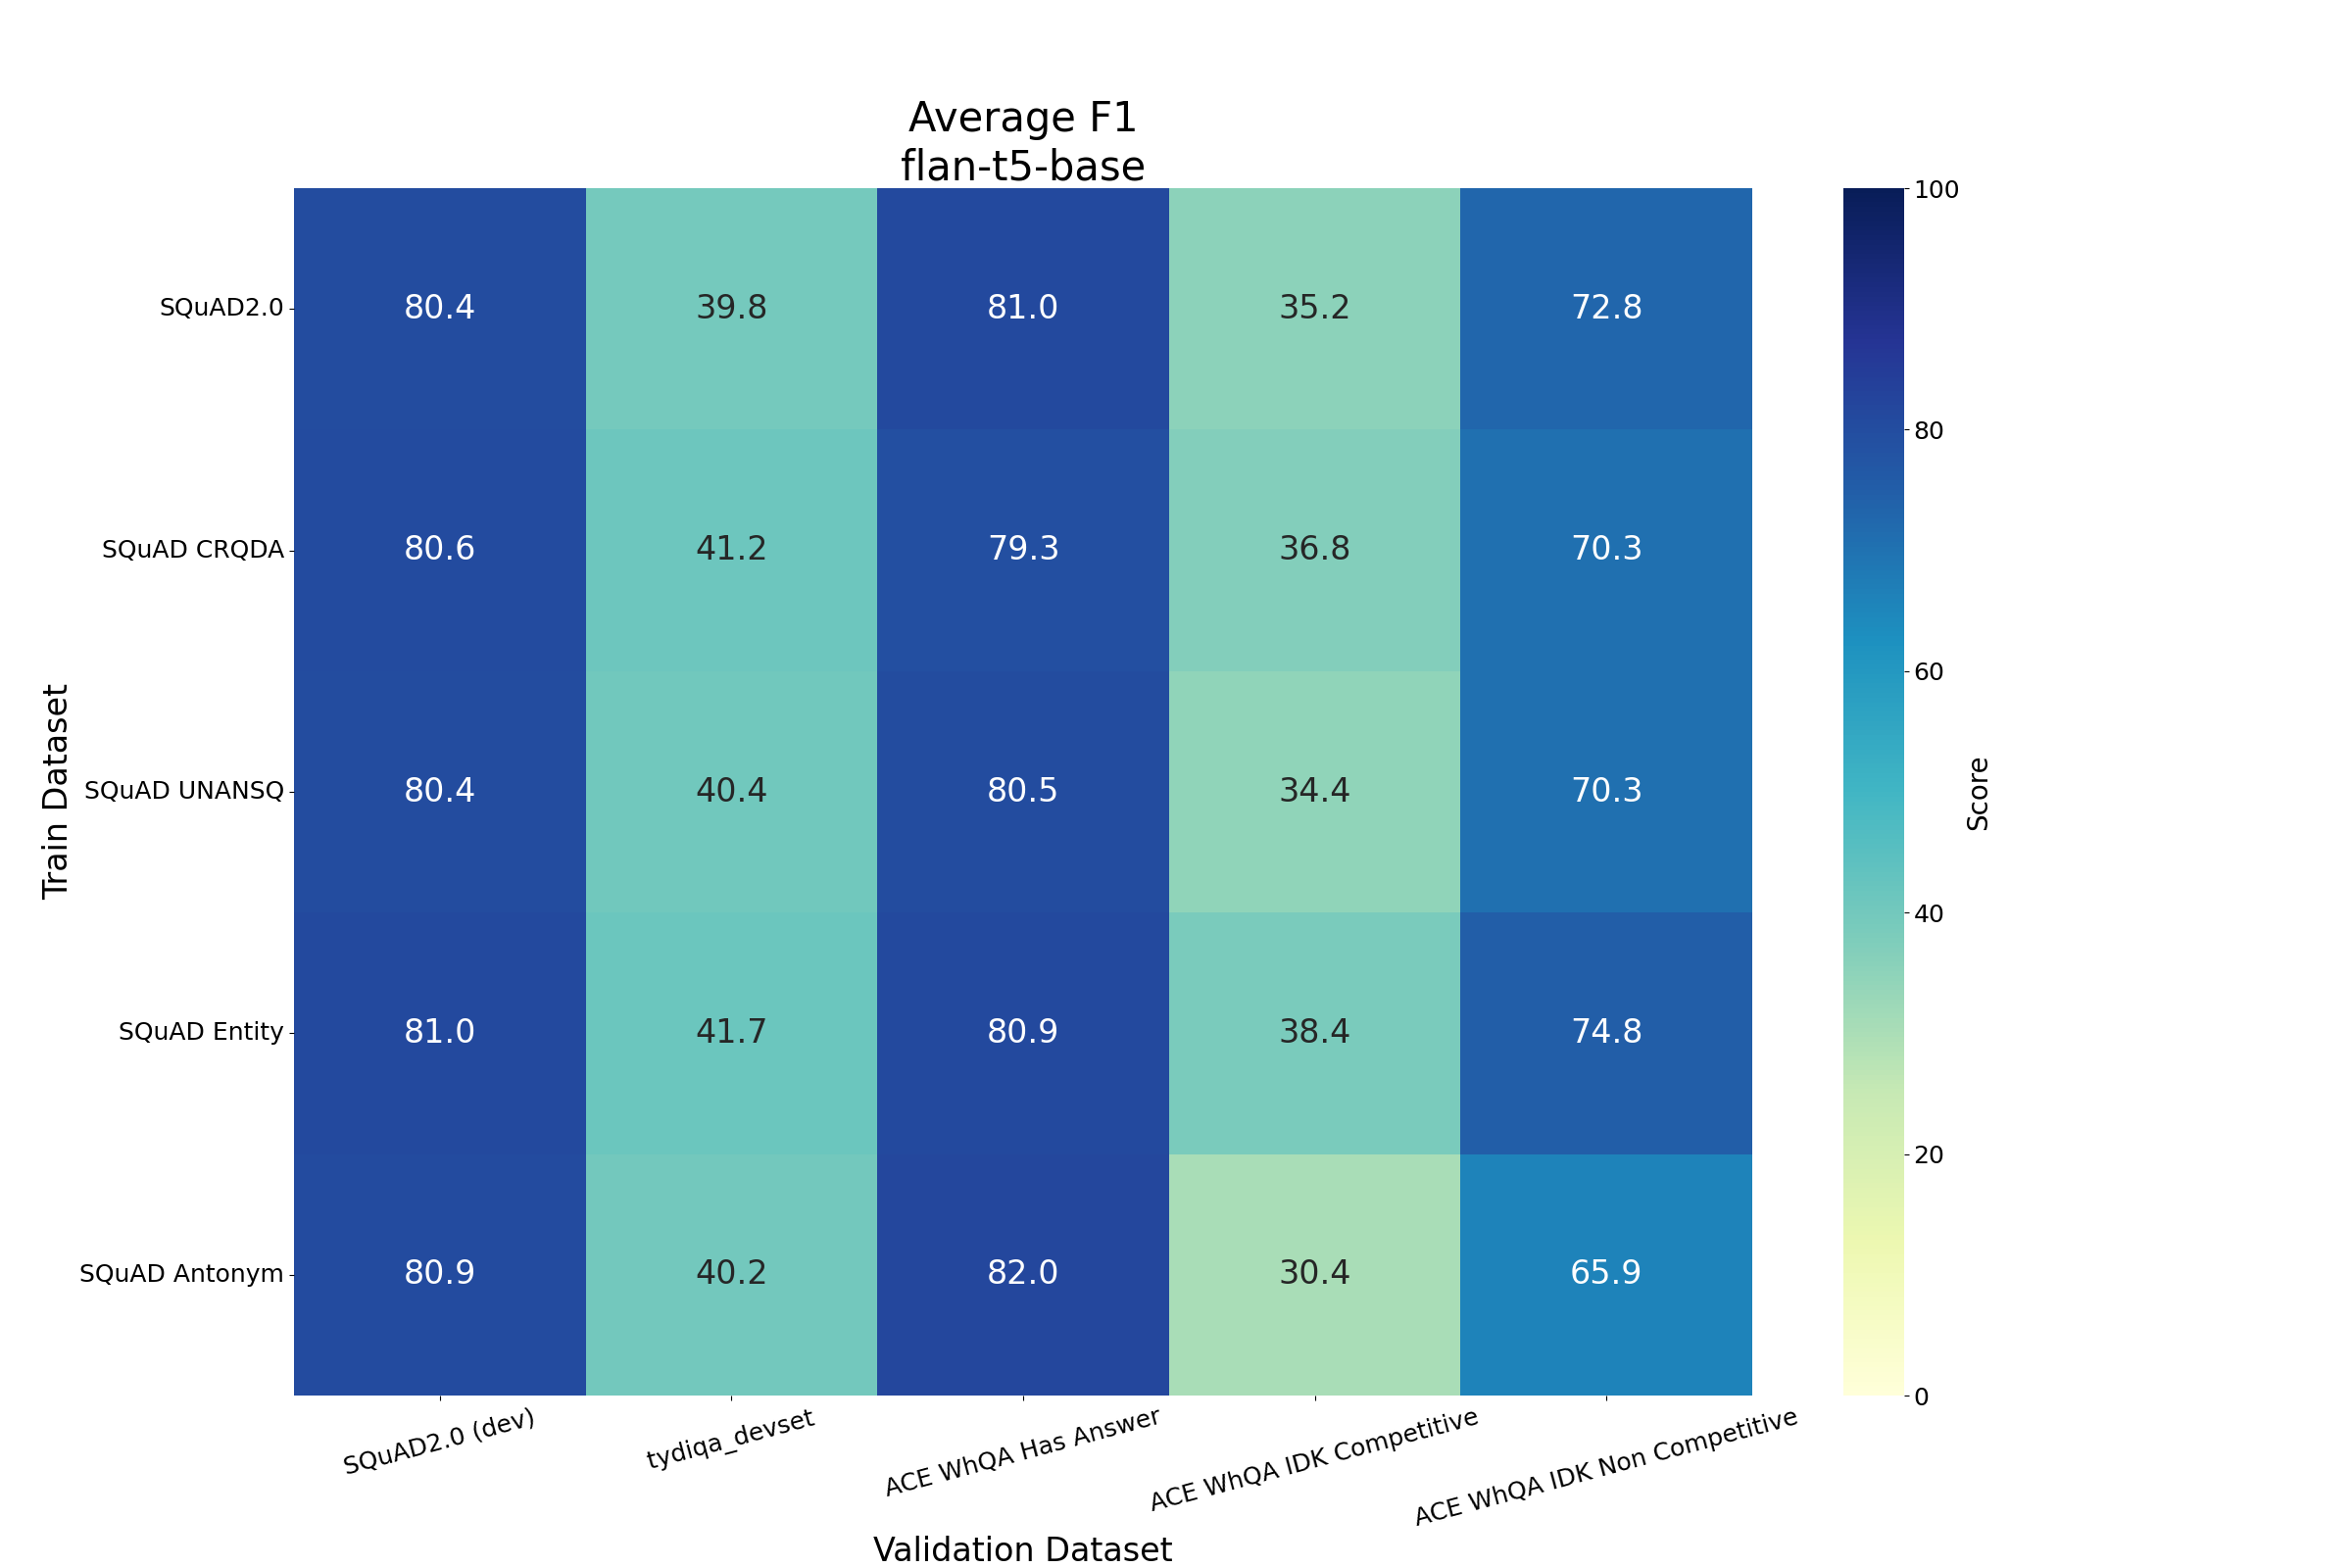 Average F1
flan-t5-base
Train Dataset
SQuAD2.0 80.4 39.8 81.0 35.2 72.8
SQuAD CRQDA 80.6 41.2 79.3 36.8 70.3
SQuAD UNANSQ 80.4 40.4 80.5 34.4 70.3
SQuAD Entity 81.0 41.7 80.9 38.4 74.8
SQuAD Antonym 80.9 40.2 82.0 30.4 65.9
SQuAD2.0 (dev)
tydiqa_devset
ACE WhQA Has Answer
ACE WhQA IDK Competitive
ACE WhQA IDK Non Competitive
Validation Dataset
100
80
60
40
20
0
Score